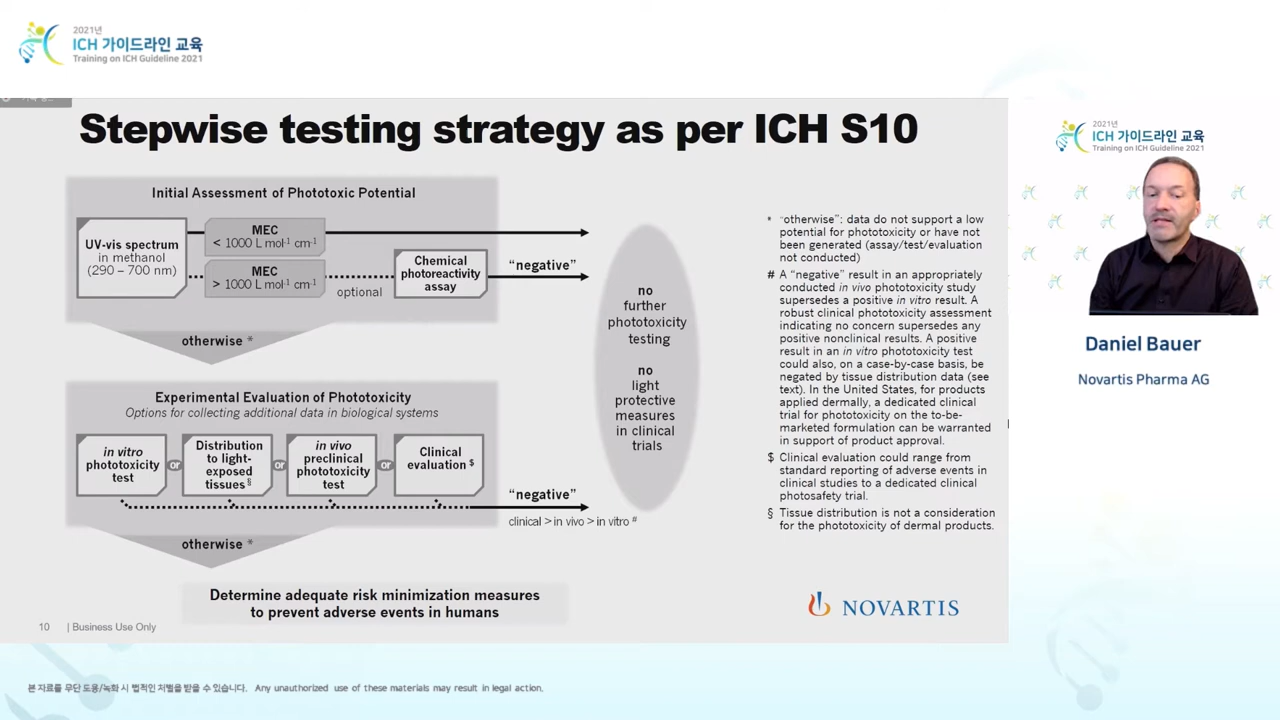 2021년
ICH 가이드라인 교육
Training on ICH Guideline 2021
Stepwise testing strategy as per ICH S10
Initial Assessment of Phototoxic Potential
UV-vis spectrum
in methanol
(290 – 700 nm)
MEC
< 1000 L mol-1 cm-1
MEC
> 1000 L mol-1 cm-1
optional
Chemical
photoreactivity
assay
“negative”
otherwise *
Experimental Evaluation of Phototoxicity
Options for collecting additional data in biological systems
in vitro
phototoxicity
test
or
Distribution
to light-
exposed
tissues§
or
in vivo
preclinical
phototoxicity
test
or
Clinical
evaluation $
“negative”
clinical > in vivo > in vitro #
otherwise *
Determine adequate risk minimization measures
to prevent adverse events in humans
no
further
phototoxicity
testing
no
light
protective
measures
in clinical
trials
* “otherwise”: data do not support a low
potential for phototoxicity or have not
been generated (assay/test/evaluation
not conducted)
# A “negative” result in an appropriately
conducted in vivo phototoxicity study
supersedes a positive in vitro result. A
robust clinical phototoxicity assessment
indicating no concern supersedes any
positive nonclinical results. A positive
result in an in vitro phototoxicity test
could also, on a case-by-case basis, be
negated by tissue distribution data (see
text). In the United States, for products
applied dermally, a dedicated clinical
trial for phototoxicity on the to-be-
marketed formulation can be warranted
in support of product approval.
$ Clinical evaluation could range from
standard reporting of adverse events in
clinical studies to a dedicated clinical
photosafety trial.
§ Tissue distribution is not a consideration
for the phototoxicity of dermal products.
NOVARTIS
10 | Business Use Only
2021년
ICH 가이드라인 교육
Training on ICH Guideline 2021
Daniel Bauer
Novartis Pharma AG
본 자료를 무단 도용/녹화 시 법적인 처벌을 받을 수 있습니다. Any unauthorized use of these materials may result in legal action.